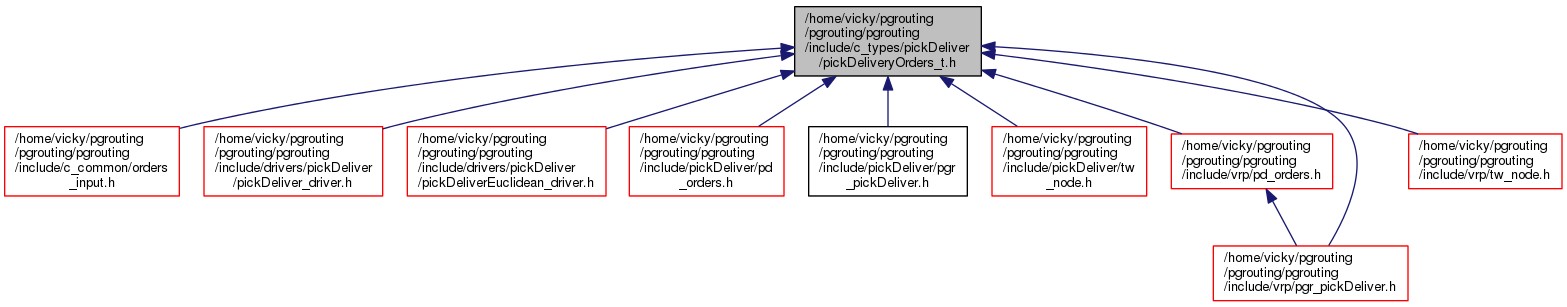 /home/vicky/pgrouting
/pgrouting/pgrouting
/include/c_types/pickDeliver
/pickDeliveryOrders_t.h
/home/vicky/pgrouting
/pgrouting/pgrouting
/include/c_common/orders
_input.h
/home/vicky/pgrouting
/pgrouting/pgrouting
/include/drivers/pickDeliver
/pickDeliver_driver.h
/home/vicky/pgrouting
/pgrouting/pgrouting
/include/drivers/pickDeliver
/pickDeliverEuclidean_driver.h
/home/vicky/pgrouting
/pgrouting/pgrouting
/include/pickDeliver/pd
_orders.h
/home/vicky/pgrouting
/pgrouting/pgrouting
/include/pickDeliver/pgr
_pickDeliver.h
/home/vicky/pgrouting
/pgrouting/pgrouting
/include/pickDeliver/tw
_node.h
/home/vicky/pgrouting
/pgrouting/pgrouting
/include/vrp/pd_orders.h
/home/vicky/pgrouting
/pgrouting/pgrouting
/include/vrp/tw_node.h
/home/vicky/pgrouting
/pgrouting/pgrouting
/include/vrp/pgr_pickDeliver.h